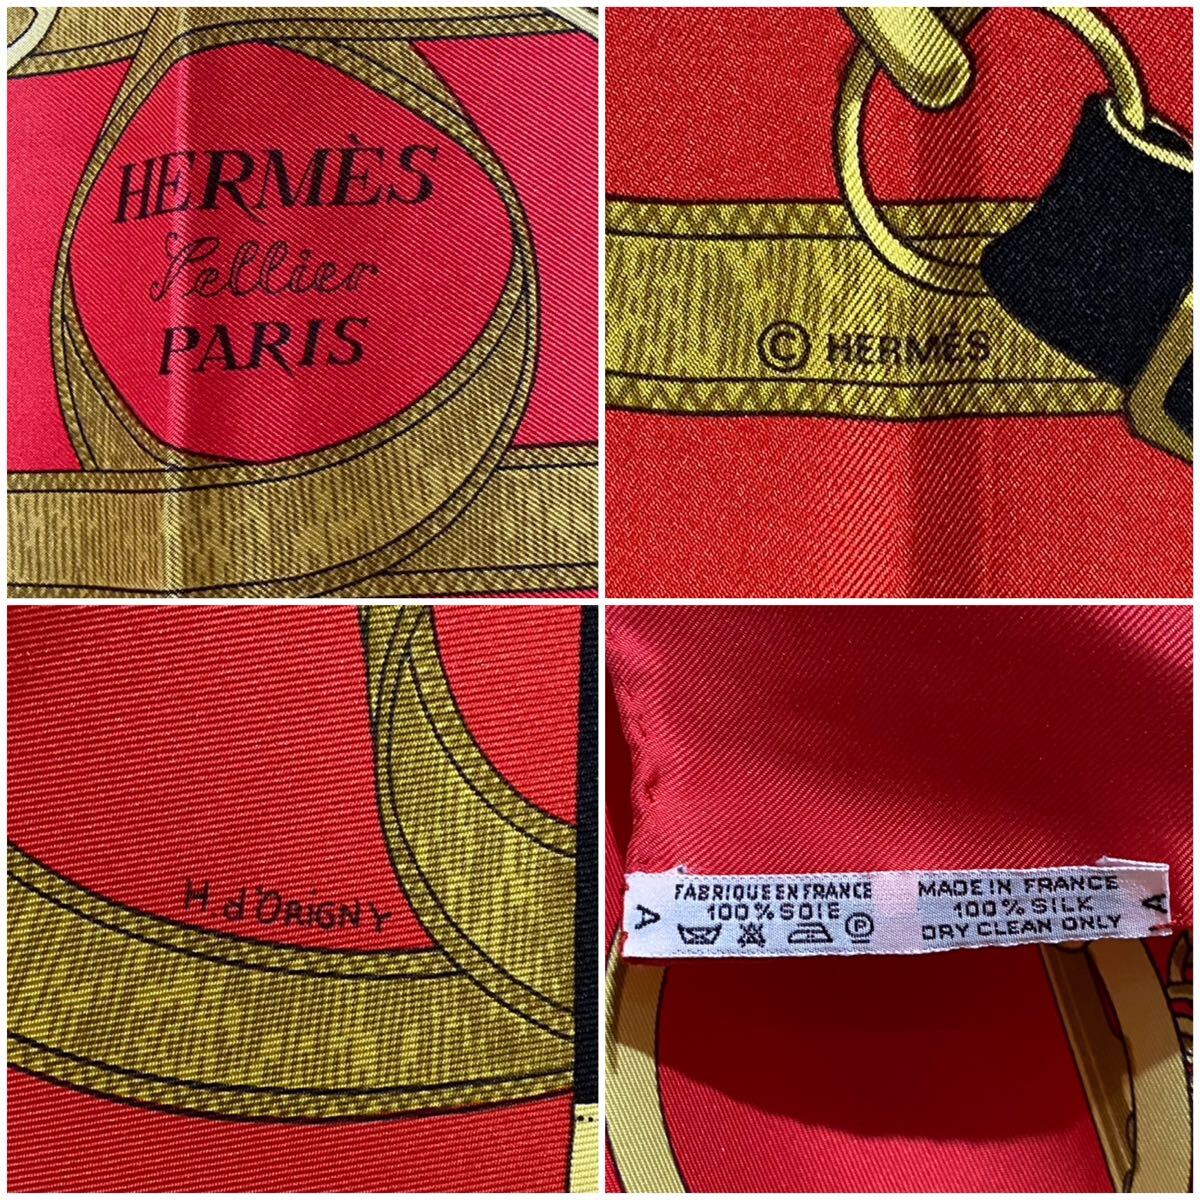 HERMÈS
Sellier
PARIS
© HERMÈS
H. d'ORIGNY
A
FABRIQUE EN FRANCE
100% SOIE
P
MADE IN FRANCE
100% SILK
DRY CLEAN ONLY
A